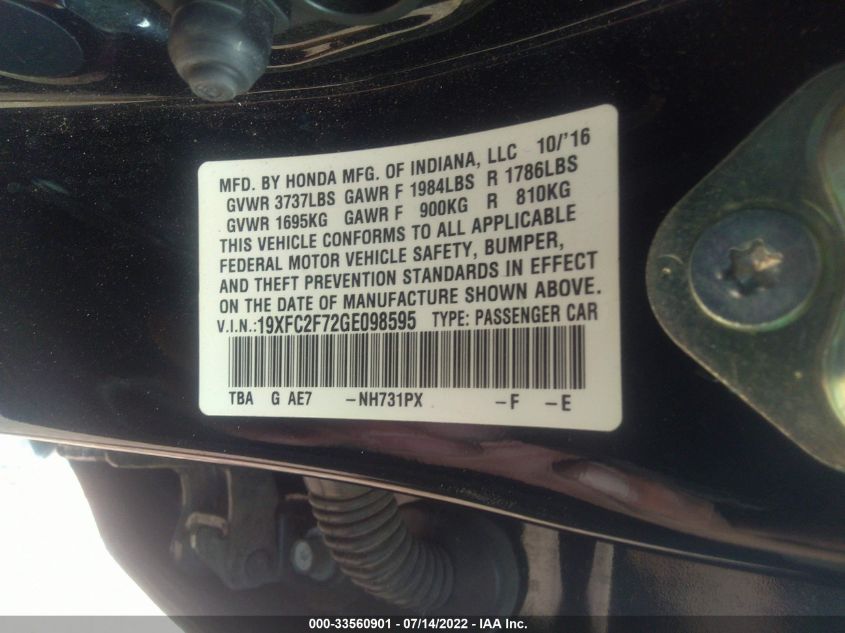 MFD. BY HONDA MFG. OF INDIANA, LLC 10/'16
GVWR 3737LBS GAWR F 1984LBS R 1786LBS
GVWR 1695KG GAWR F 900KG R 810KG
THIS VEHICLE CONFORMS TO ALL APPLICABLE
FEDERAL MOTOR VEHICLE SAFETY, BUMPER,
AND THEFT PREVENTION STANDARDS IN EFFECT
ON THE DATE OF MANUFACTURE SHOWN ABOVE.
V.I.N.:19XFC2F72GE098595 TYPE: PASSENGER CAR
TBA G AE7 -NH731PX -F -E
000-33560901 - 07/14/2022 - IAA Inc.